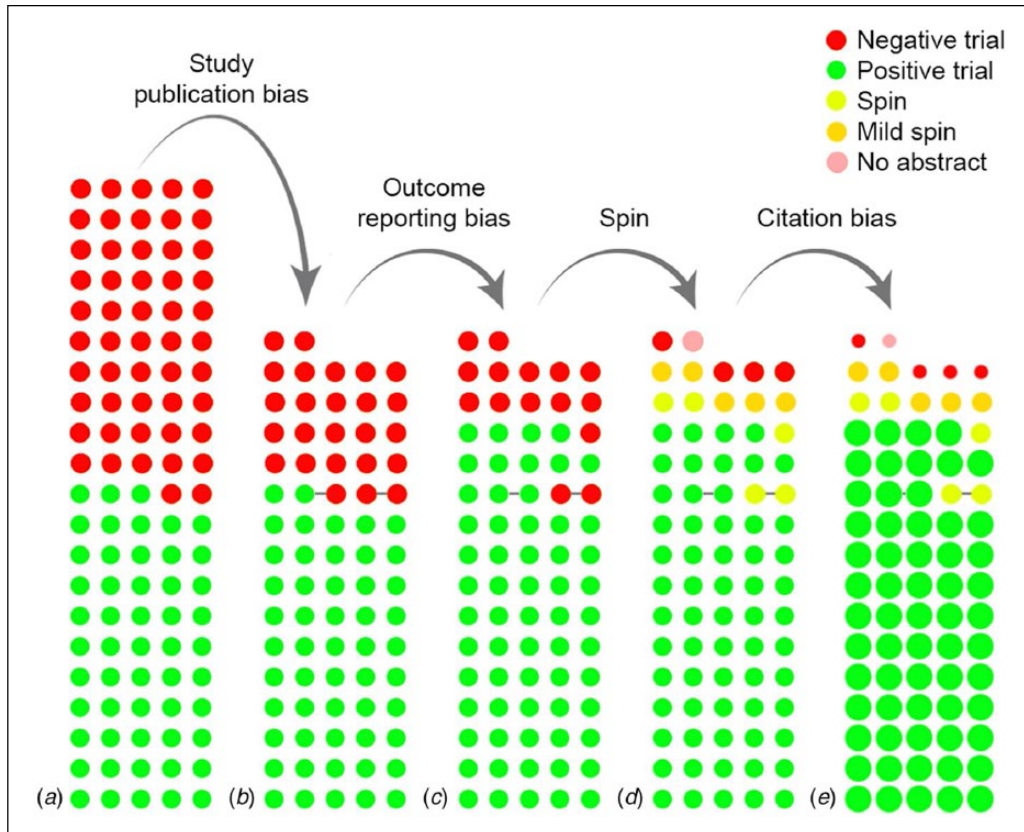 Study
publication bias
Outcome
reporting bias
Spin
Citation bias
Negative trial
Positive trial
Spin
Mild spin
No abstract
(a)
(b)
(c)
(d)
(e)